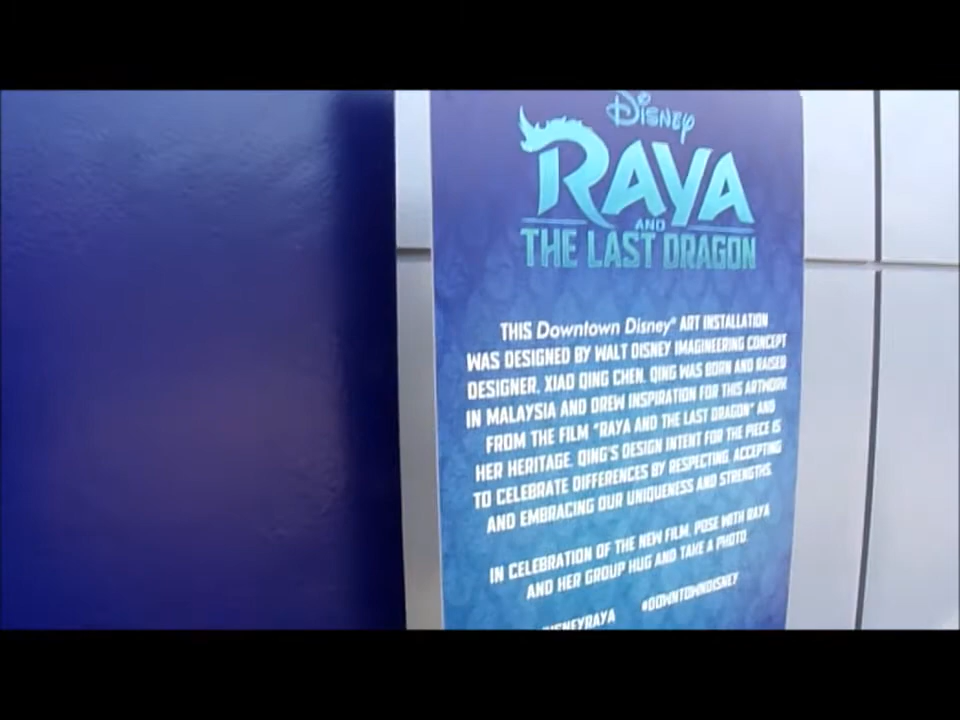 DISNEY
RAYA
AND
THE LAST DRAGON
THIS Downtown Disney® ART INSTALLATION
WAS DESIGNED BY WALT DISNEY IMAGINEERING CONCEPT
DESIGNER, XIAO QING CHEN. QING WAS BORN AND RAISED
IN MALAYSIA AND DREW INSPIRATION FOR THIS ARTWORK
FROM THE FILM "RAYA AND THE LAST DRAGON" AND
HER HERITAGE. QING'S DESIGN INTENT FOR THE PIECE IS
TO CELEBRATE DIFFERENCES BY RESPECTING, ACCEPTING
AND EMBRACING OUR UNIQUENESS AND STRENGTHS.
IN CELEBRATION OF THE NEW FILM, POSE WITH RAYA
AND HER GROUP HUG AND TAKE A PHOTO.
DISNEYRAYA #DOWNTOWNDISNEY